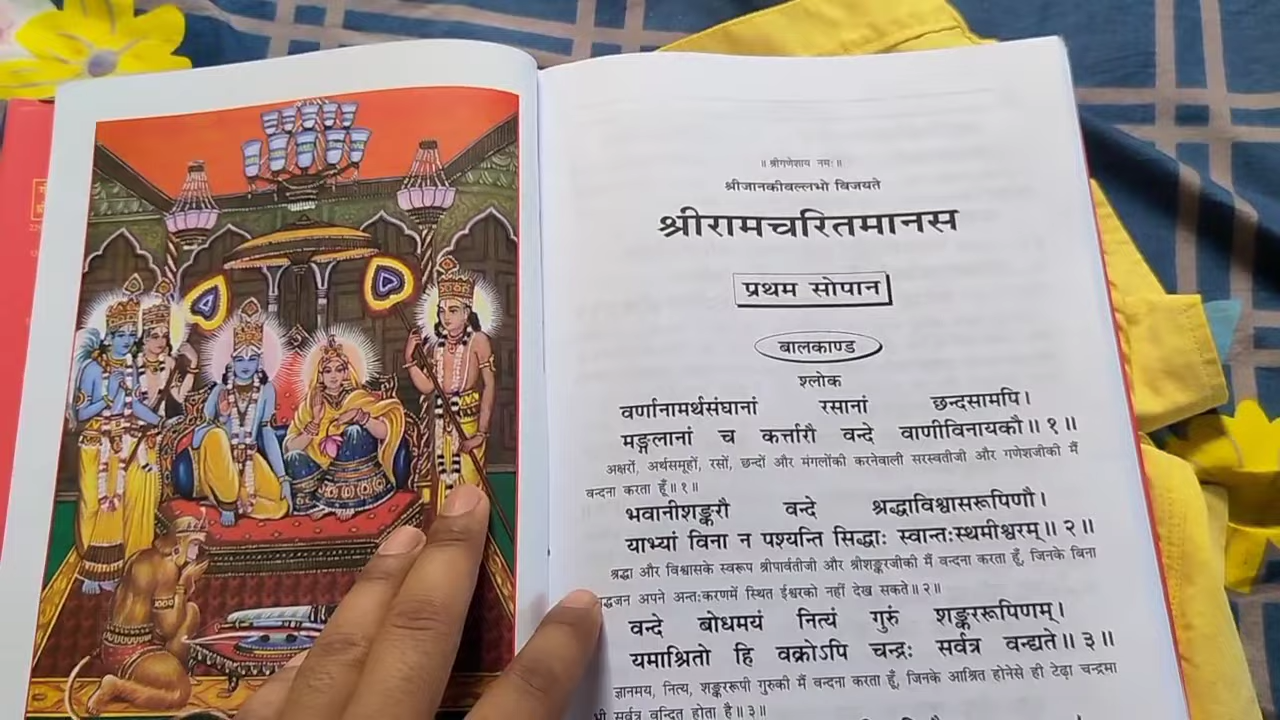 ॥ श्रीगणेशाय नमः ॥
श्रीजानकीवल्लभो विजयते
श्रीरामचरितमानस
प्रथम सोपान
बालकाण्ड
श्लोक
वर्णानामर्थसंघानां रसानां छन्दसामपि।
मङ्गलानां च कर्त्तारौ वन्दे वाणीविनायकौ॥ १॥
अक्षरों, अर्थसमूहों, रसों, छन्दों और मंगलोंकी करनेवाली सरस्वतीजी और गणेशजीकी मैं
वन्दना करता हूँ॥ १॥
भवानीशङ्करौ वन्दे श्रद्धाविश्वासरूपिणौ।
याभ्यां विना न पश्यन्ति सिद्धाः स्वान्तःस्थमीश्वरम्॥ २॥
श्रद्धा और विश्वासके स्वरूप श्रीपार्वतीजी और श्रीशङ्करजीकी मैं वन्दना करता हूँ, जिनके बिना
अपने अन्तःकरणमें स्थित ईश्वरको नहीं देख सकते॥ २॥
वन्दे बोधमयं नित्यं गुरुं शङ्कररूपिणम्।
यमाश्रितो हि वक्रोऽपि चन्द्रः सर्वत्र वन्द्यते॥ ३॥
ज्ञानमय, नित्य, शङ्कररूपी गुरुकी मैं वन्दना करता हूँ, जिनके आश्रित होनेसे ही टेढ़ा चन्द्रमा
भी सर्वत्र वन्दित होता है॥ ३॥